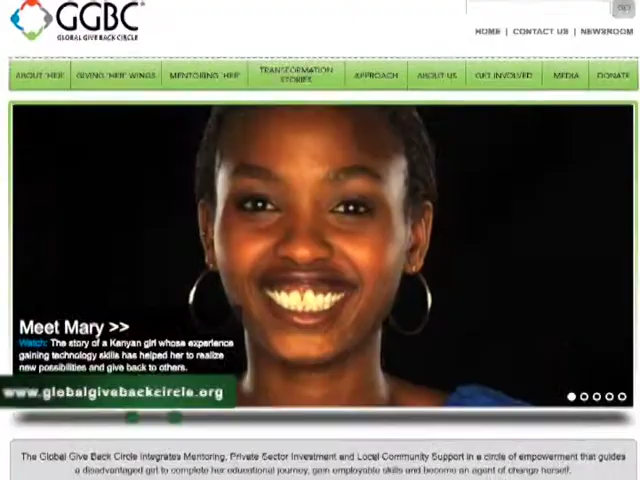 GGBC
GLOBAL GIVE BACK CIRCLE
HOME | CONTACT US | NEWSROOM
ABOUT 'HER'
GIVING 'HER' WINGS
MENTORING 'HER'
TRANSFORMATION STORIES
APPROACH
ABOUT US
GET INVOLVED
MEDIA
DONATE
Meet Mary >>
Watch: The story of a Kenyan girl whose experience
gaining technology skills has helped her to realize
new possibilities and give back to others.
www.globalgivebackcircle.org
The Global Give Back Circle integrates Mentoring, Private Sector Investment and Local Community Support in a circle of empowerment that guides
a disadvantaged girl to complete her educational journey, gain employable skills and become an agent of change herself.